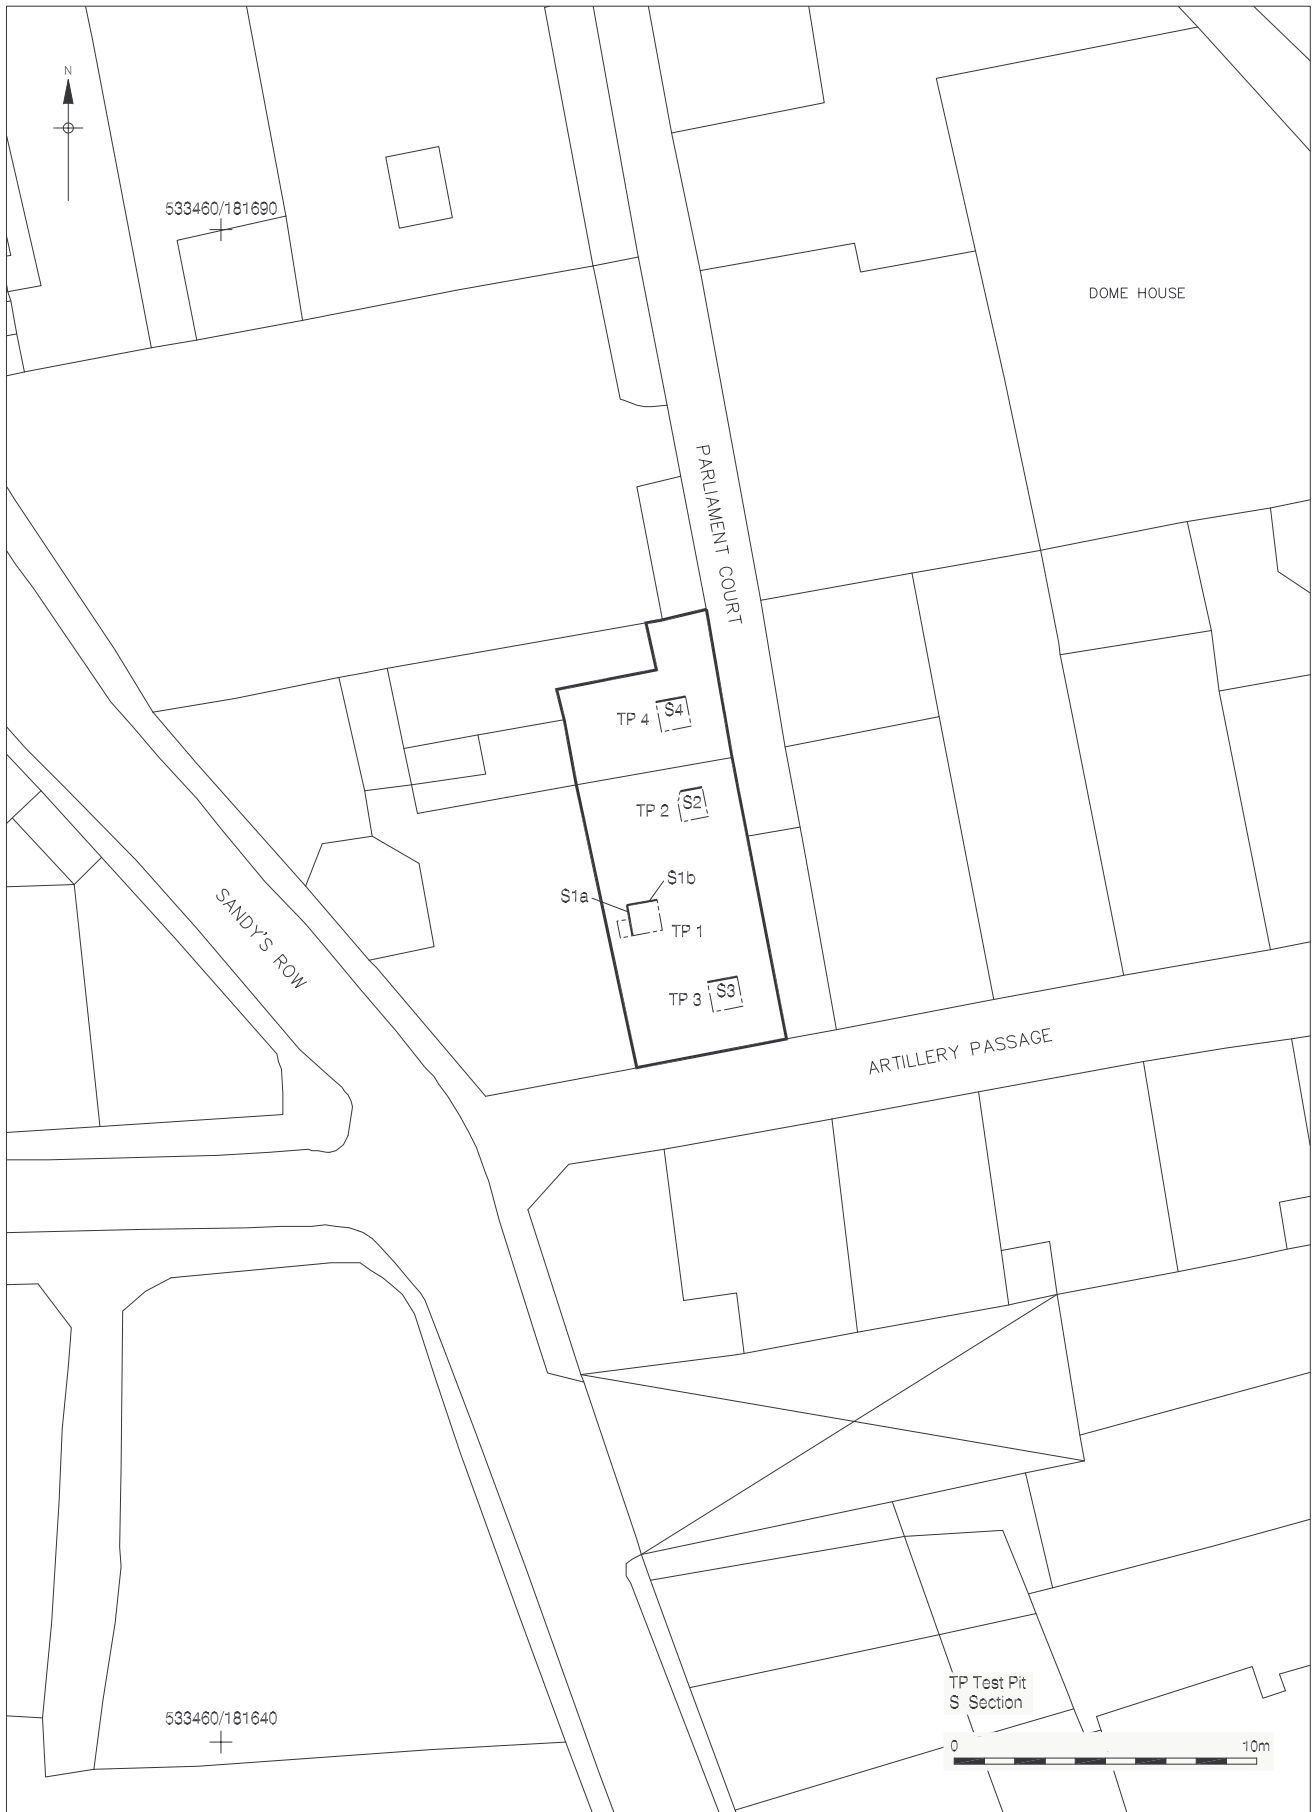 N
533460/181690
DOME HOUSE
PARLIAMENT COURT
TP 4
S4
TP 2
S2
S1b
S1a
TP 1
SANDY'S ROW
TP 3
S3
ARTILLERY PASSAGE
TP Test Pit
S Section
533460/181640
0 10m